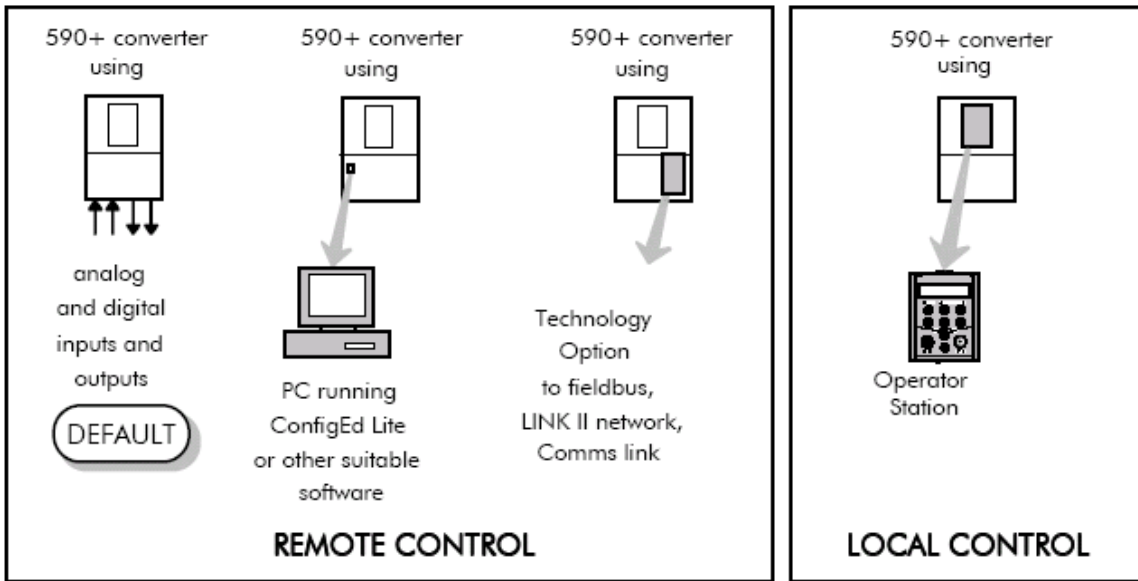 590+ converter
using
analog
and digital
inputs and
outputs
DEFAULT
590+ converter
using
PC running
ConfigEd Lite
or other suitable
software
590+ converter
using
Technology
Option
to fieldbus,
LINK II network,
Comms link
REMOTE CONTROL
590+ converter
using
Operator
Station
LOCAL CONTROL